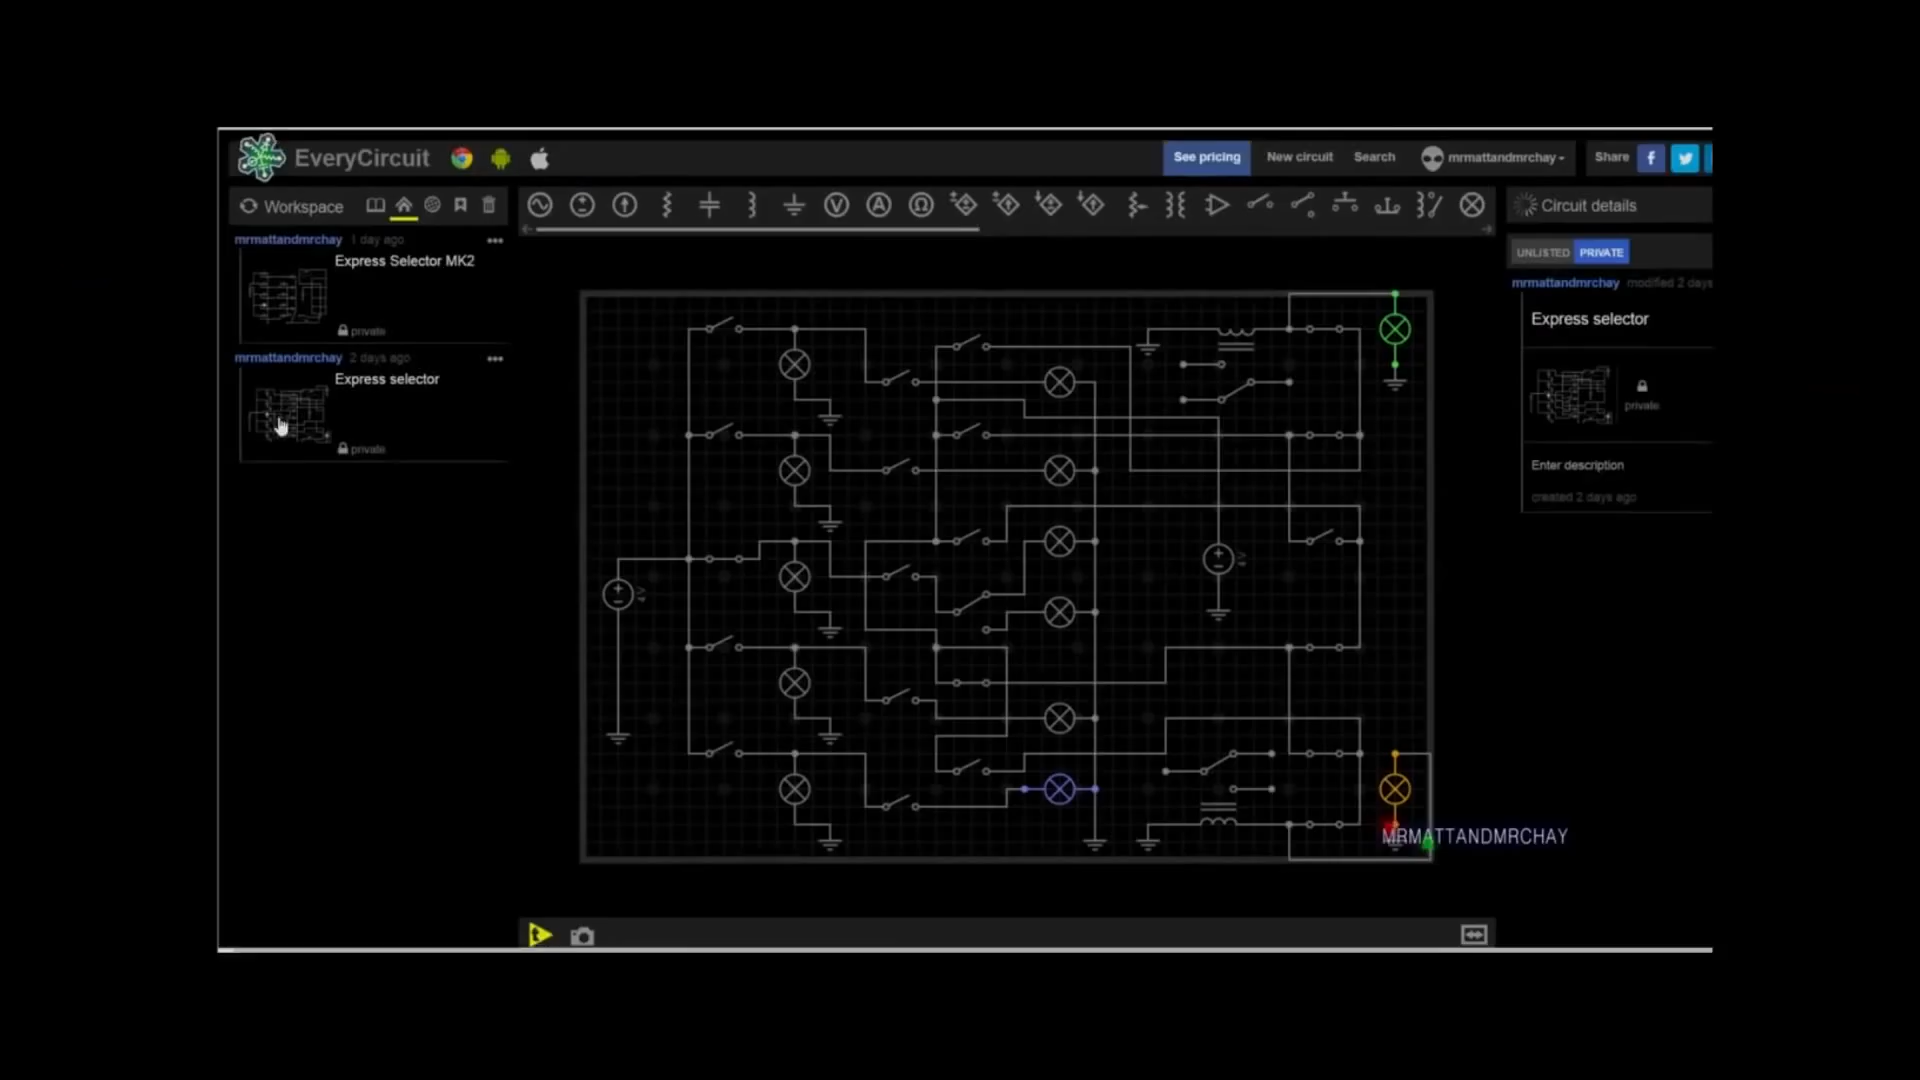 EveryCircuit
See pricing
New circuit
Search
mrmattandmrchay
Share
Workspace
Circuit details
mrmattandmrchay 1 day ago
Express Selector MK2
private
mrmattandmrchay 2 days ago
Express selector
private
UNLISTED PRIVATE
mrmattandmrchay modified 2 days
Express selector
private
Enter description
created 2 days ago
MRMATTANDMRCHAY